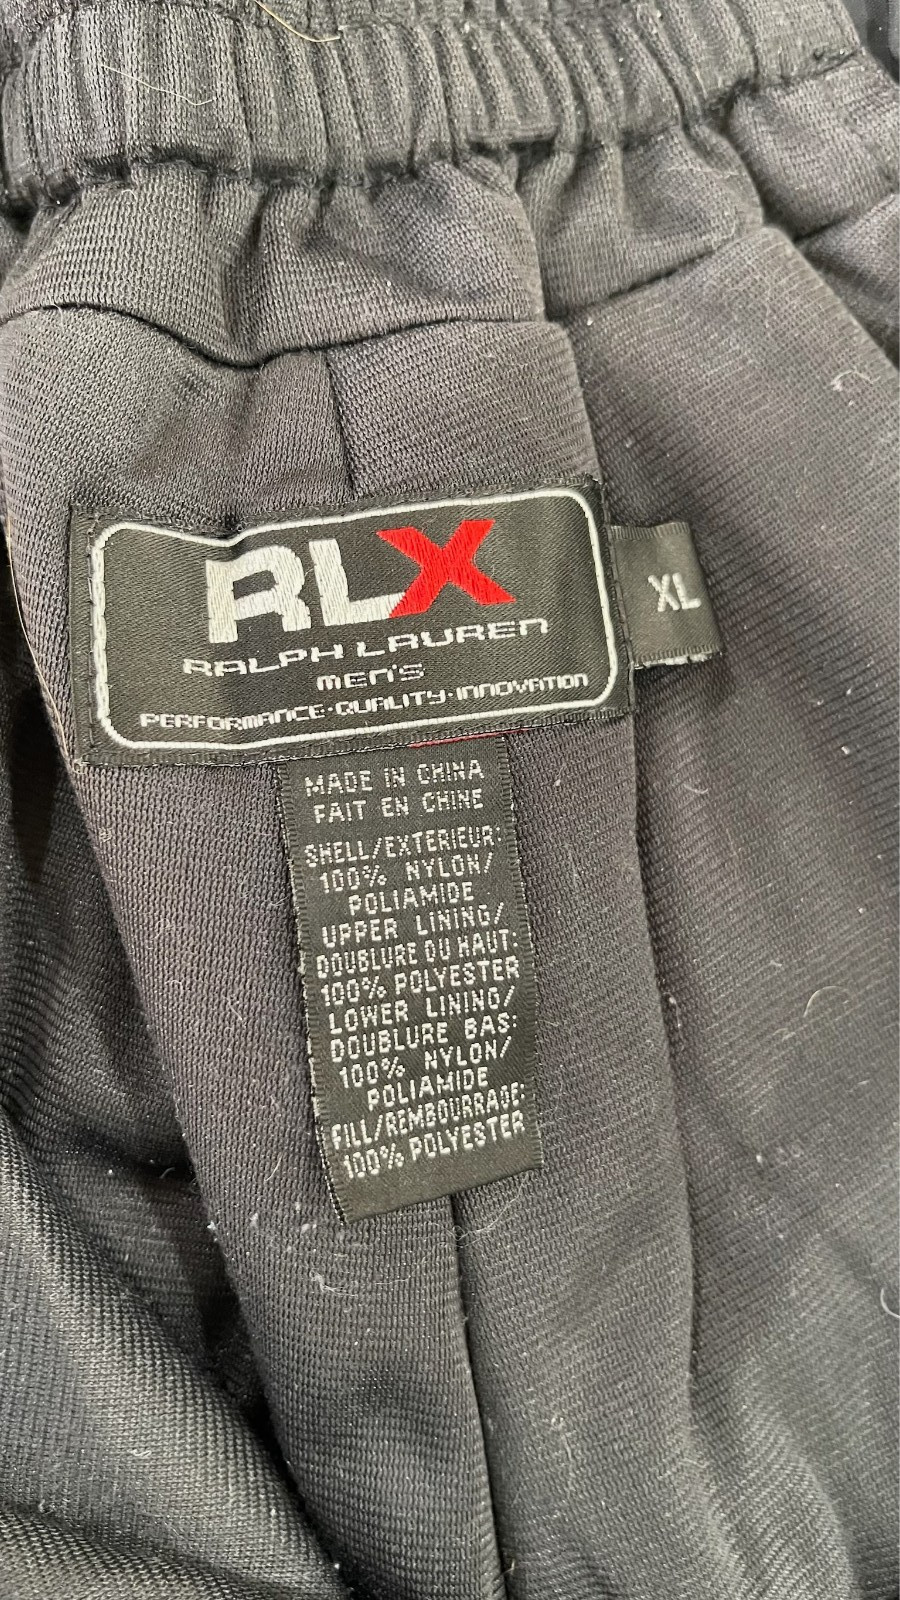 RLX
RALPH LAUREN
MEN'S
PERFORMANCE·QUALITY·INNOVATION
XL
MADE IN CHINA
FAIT EN CHINE
SHELL/EXTERIEUR:
100% NYLON/
POLIAMIDE
UPPER LINING/
DOUBLURE DU HAUT:
100% POLYESTER
LOWER LINING/
DOUBLURE BAS:
100% NYLON/
POLIAMIDE
FILL/REMBOURRAGE:
100% POLYESTER